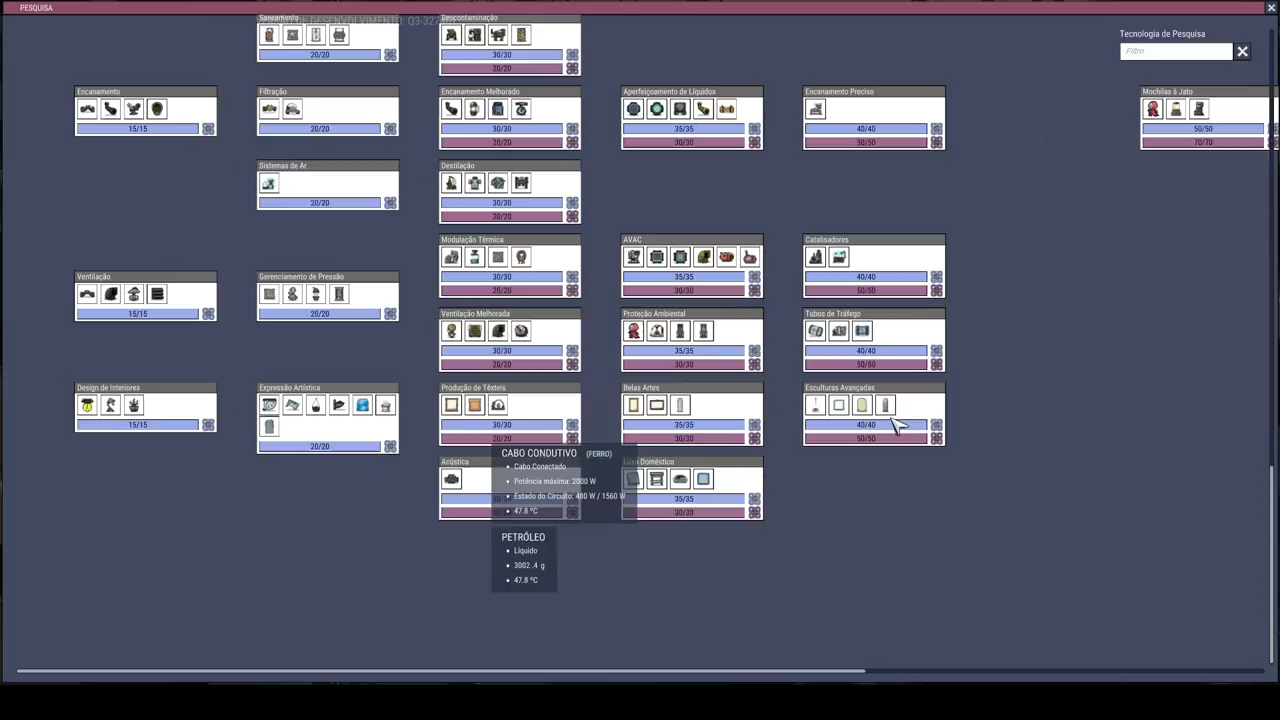 PESQUISA
DE DESENVOLVIMENTO: Q3-32
Saneamento
20/20
Descontaminação
30/30
20/20
Tecnologia de Pesquisa
Filtro
Encanamento
15/15
Filtração
20/20
Encanamento Melhorado
30/30
20/20
Aperfeiçoamento de Líquidos
35/35
30/30
Encanamento Preciso
40/40
50/50
Mochilas à Jato
50/50
70/70
Sistemas de Ar
20/20
Destilação
30/30
20/20
Modulação Térmica
30/30
20/20
AVAC
35/35
30/30
Catalisadores
40/40
50/50
Ventilação
15/15
Gerenciamento de Pressão
20/20
Ventilação Melhorada
30/30
20/20
Proteção Ambiental
35/35
30/30
Tubos de Tráfego
40/40
50/50
Design de Interiores
15/15
Expressão Artística
20/20
Produção de Têxteis
30/30
20/20
Belas Artes
35/35
30/30
Esculturas Avançadas
40/40
50/50
Acústica
Doméstico
35/35
30/30
CABO CONDUTIVO (FERRO)
• Cabo Conectado
• Potência máxima: 2000 W
• Estado do Circuito: 480 W / 1560 W
• 47.8 ºC
PETRÓLEO
• Líquido
• 3002.4 g
• 47.8 ºC